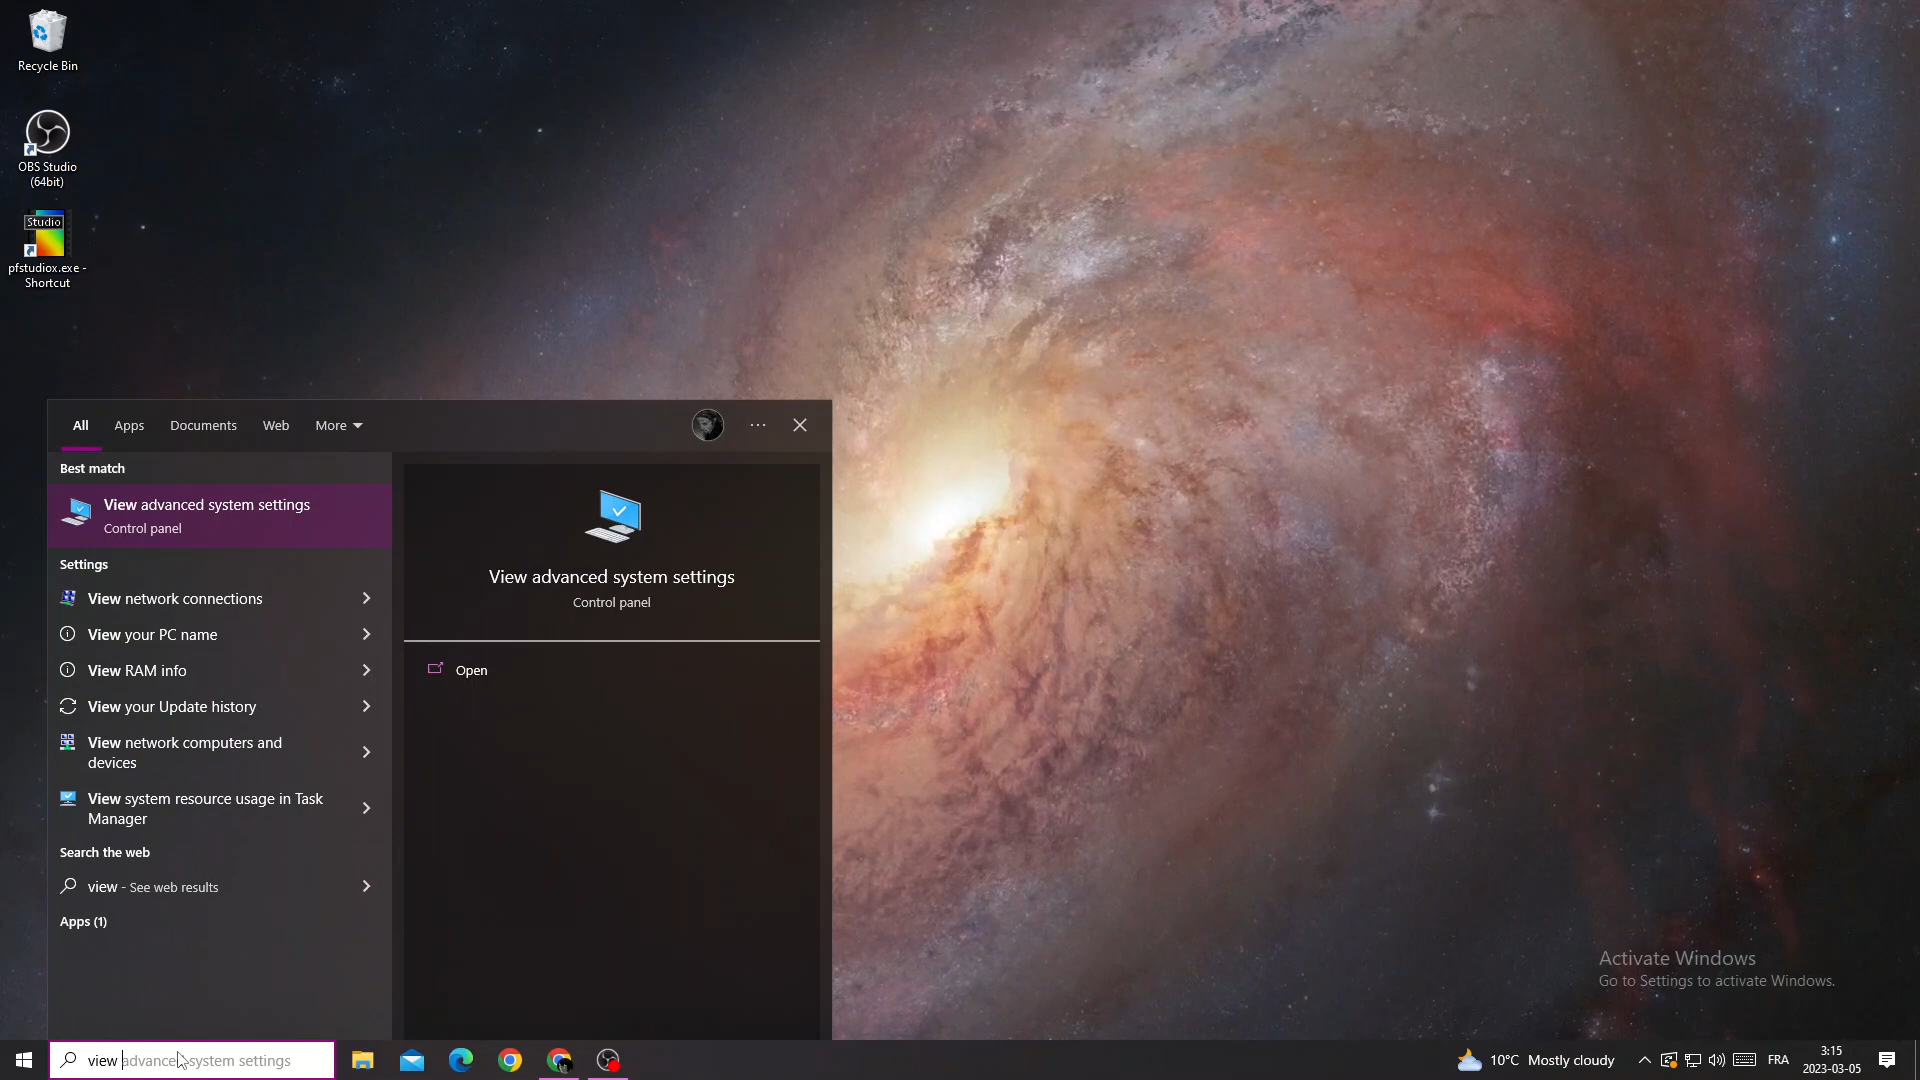 Recycle Bin
OBS Studio
(64bit)
Studio
pfstudiox.exe -
Shortcut
All
Apps
Documents
Web
More
Best match
View advanced system settings
Control panel
Settings
View network connections
View your PC name
View RAM info
View your Update history
View network computers and
devices
View system resource usage in Task
Manager
Search the web
view - See web results
Apps (1)
View advanced system settings
Control panel
Open
Activate Windows
Go to Settings to activate Windows.
view advanced system settings
10°C Mostly cloudy
FRA
3:15
2023-03-05